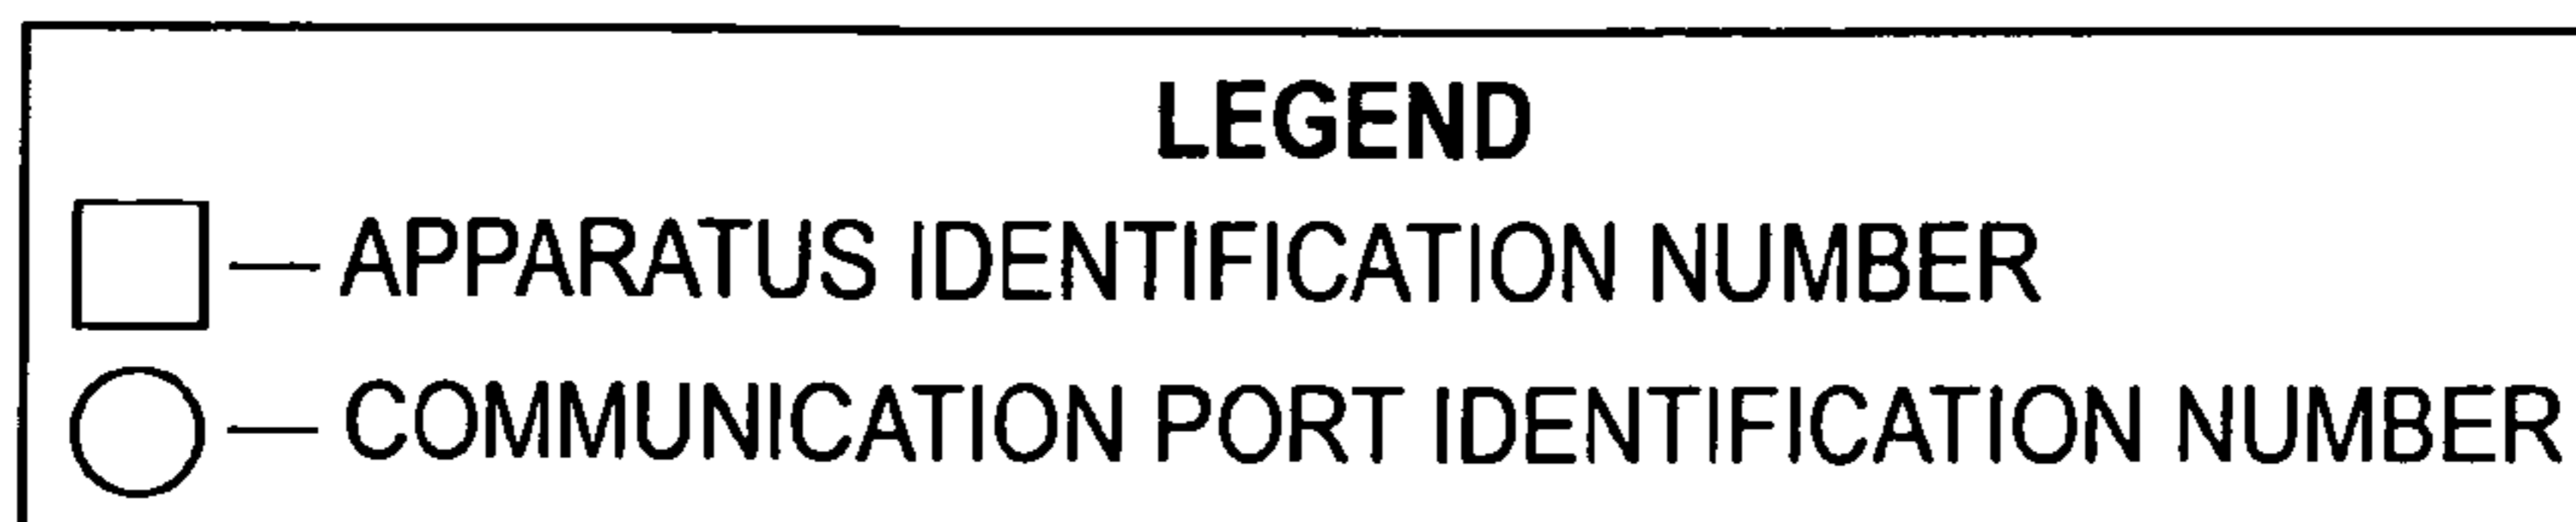 LEGEND
— APPARATUS IDENTIFICATION NUMBER
— COMMUNICATION PORT IDENTIFICATION NUMBER